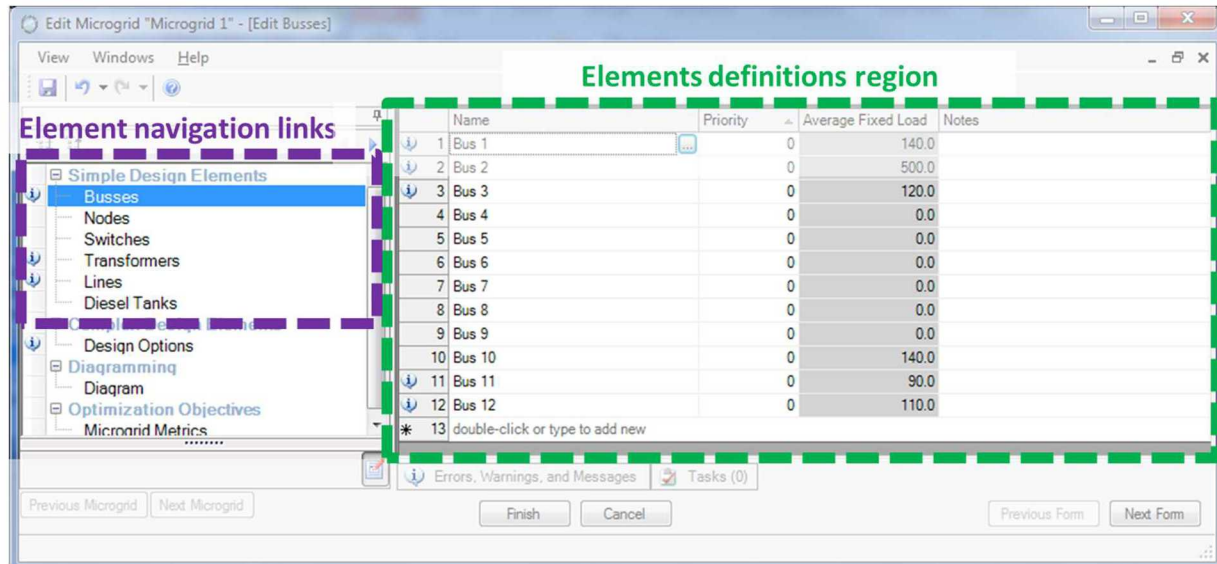 Edit Microgrid "Microgrid 1" - [Edit Busses]
View Windows Help
Elements definitions region
Element navigation links
Simple Design Elements
Busses
Nodes
Switches
Transformers
Lines
Diesel Tanks
Complex Design Elements
Design Options
Diagramming
Diagram
Optimization Objectives
Microgrid Metrics
Name Priority Average Fixed Load Notes
1 Bus 1 ... 0 140.0
2 Bus 2 0 500.0
3 Bus 3 0 120.0
4 Bus 4 0 0.0
5 Bus 5 0 0.0
6 Bus 6 0 0.0
7 Bus 7 0 0.0
8 Bus 8 0 0.0
9 Bus 9 0 0.0
10 Bus 10 0 140.0
11 Bus 11 0 90.0
12 Bus 12 0 110.0
* 13 double-click or type to add new
Errors, Warnings, and Messages Tasks (0)
Previous Microgrid Next Microgrid Finish Cancel Previous Form Next Form